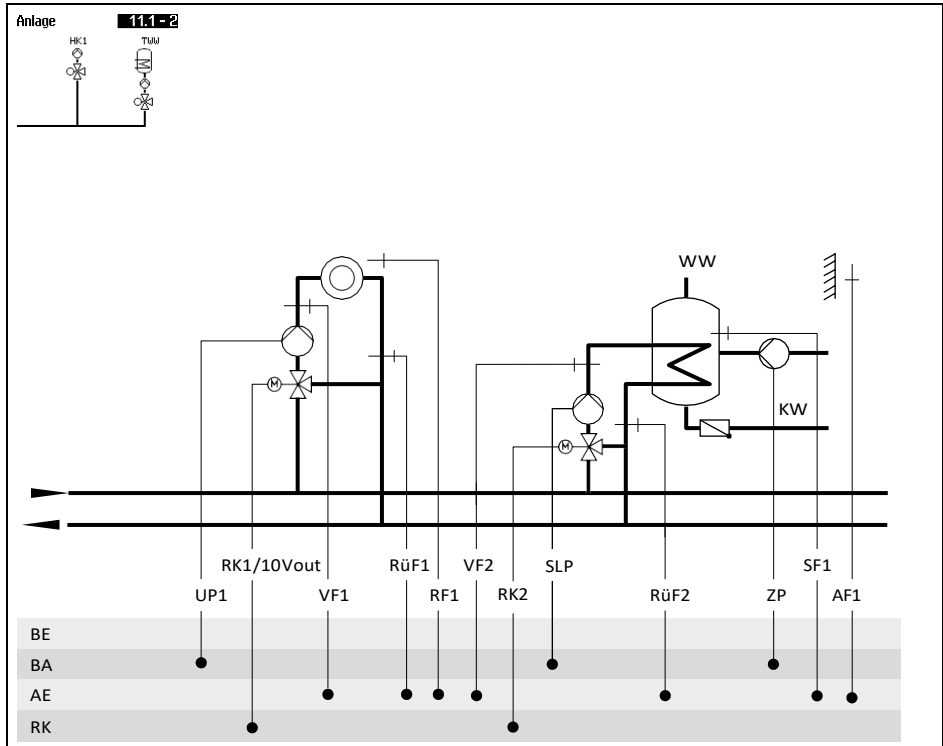 Anlage 11.1 - 2
HK1 TWW
WW
KW
M
M
RK1/10Vout RüF1 VF2 SLP SF1
UP1 VF1 RF1 RK2 RüF2 ZP AF1
BE
BA
AE
RK